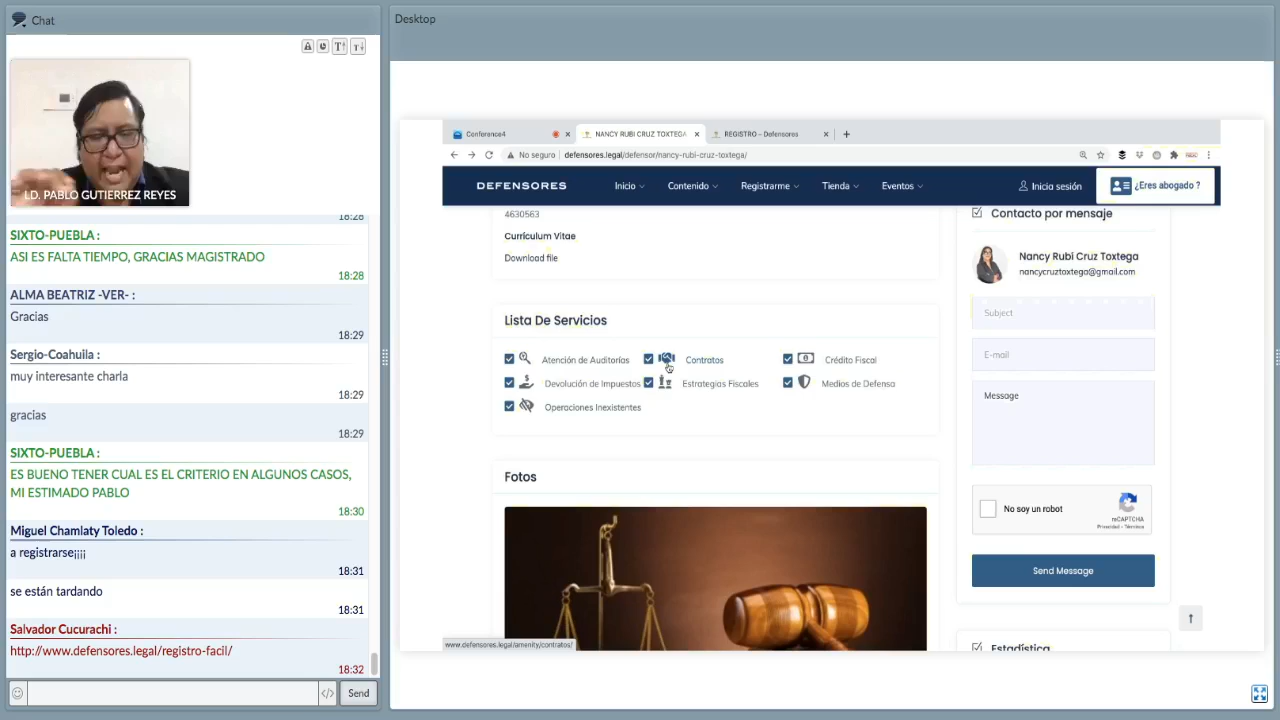 Chat
LD. PABLO GUTIERREZ REYES
18:28
SIXTO-PUEBLA :
ASI ES FALTA TIEMPO, GRACIAS MAGISTRADO
18:28
ALMA BEATRIZ -VER- :
Gracias
18:29
Sergio-Coahuila :
muy interesante charla
18:29
gracias
18:29
SIXTO-PUEBLA :
ES BUENO TENER CUAL ES EL CRITERIO EN ALGUNOS CASOS,
MI ESTIMADO PABLO
18:30
Miguel Chamlaty Toledo :
a registrarse¡¡¡¡
18:31
se están tardando
18:31
Salvador Cucurachi :
http://www.defensores.legal/registro-facil/
18:32
Send
Desktop
Conference4
NANCY RUBI CRUZ TOXTEGA
REGISTRO – Defensores
No seguro
defensores.legal/defensor/nancy-rubi-cruz-toxtega/
DEFENSORES
Inicio
Contenido
Registrarme
Tienda
Eventos
Inicia sesión
¿Eres abogado ?
4630563
Currículum Vitae
Download file
Lista De Servicios
Atención de Auditorías
Contratos
Crédito Fiscal
Devolución de Impuestos
Estrategias Fiscales
Medios de Defensa
Operaciones Inexistentes
Fotos
Contacto por mensaje
Nancy Rubí Cruz Toxtega
nancycruztoxtega@gmail.com
Subject
E-mail
Message
No soy un robot
reCAPTCHA
Privacidad - Términos
Send Message
Estadística
www.defensores.legal/amenity/contratos/